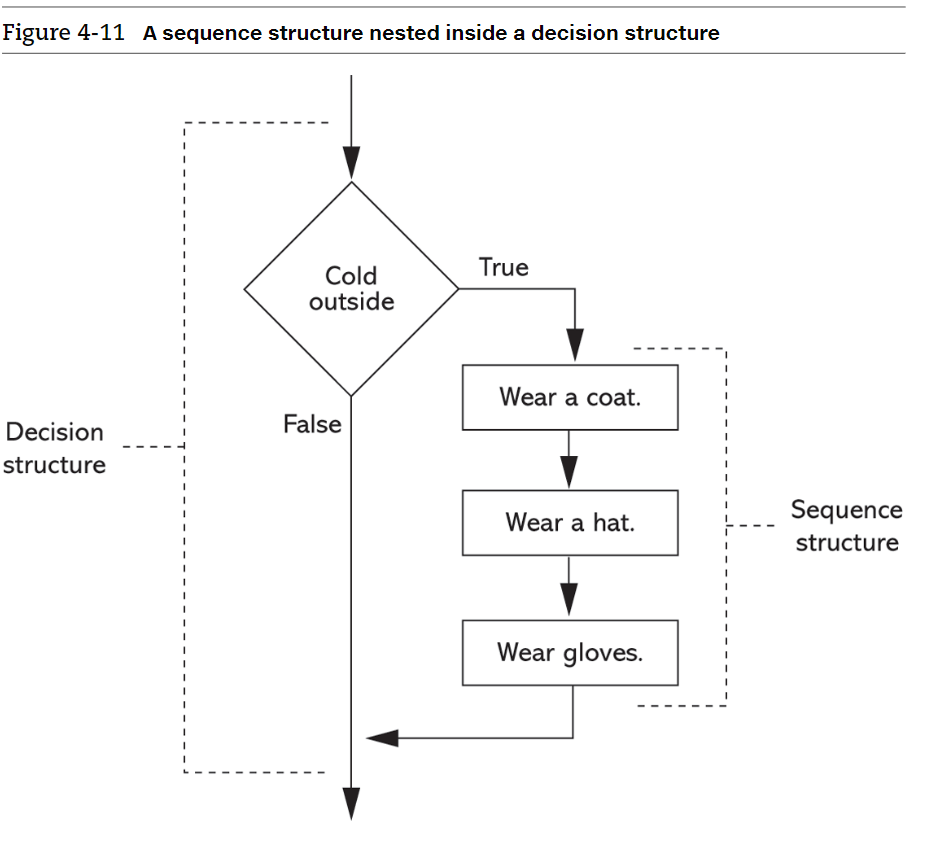 Figure 4-11 A sequence structure nested inside a decision structure
Cold
outside
True
False
Wear a coat.
Wear a hat.
Wear gloves.
Decision
structure
Sequence
structure